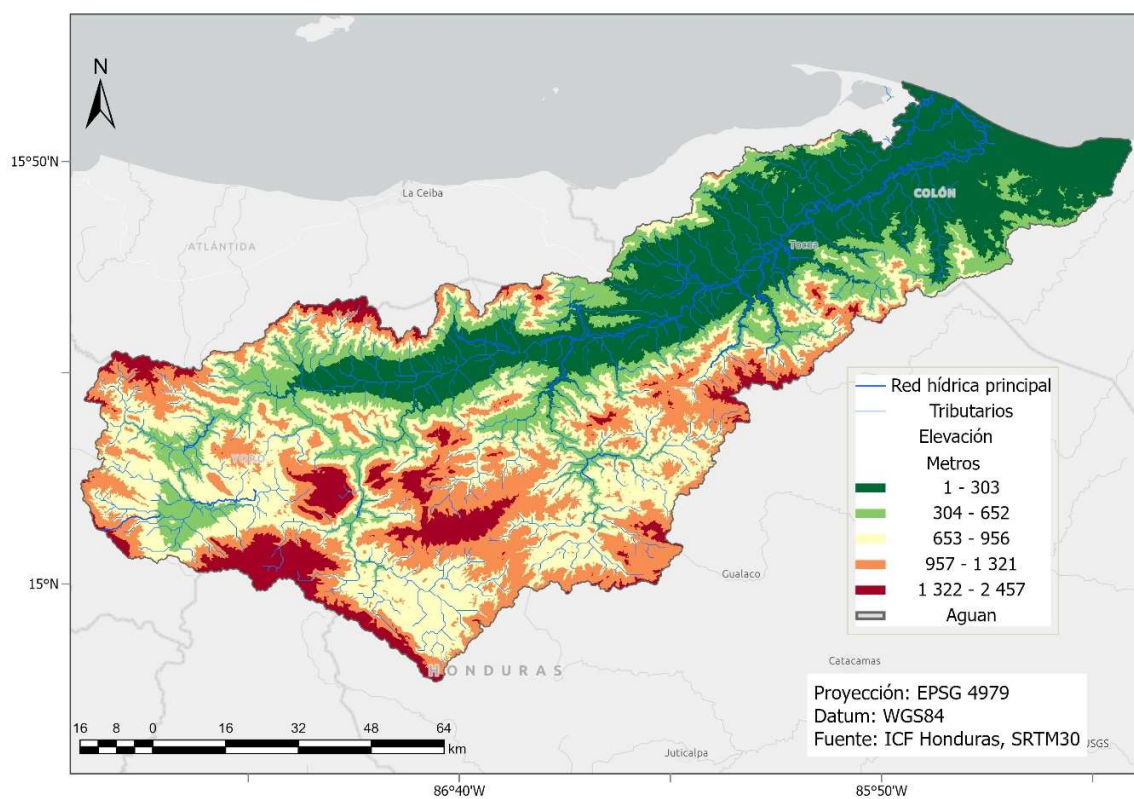 N
15°50'N
La Ceiba
ATLÁNTIDA
COLÓN
Tocoa
YORO
15°N
Gualaco
HONDURAS
Catacamas
Juticalpa
USGS
Red hídrica principal
Tributarios
Elevación
Metros
1 - 303
304 - 652
653 - 956
957 - 1 321
1 322 - 2 457
Aguan
Proyección: EPSG 4979
Datum: WGS84
Fuente: ICF Honduras, SRTM30
16 8 0 16 32 48 64
km
86°40'W 85°50'W